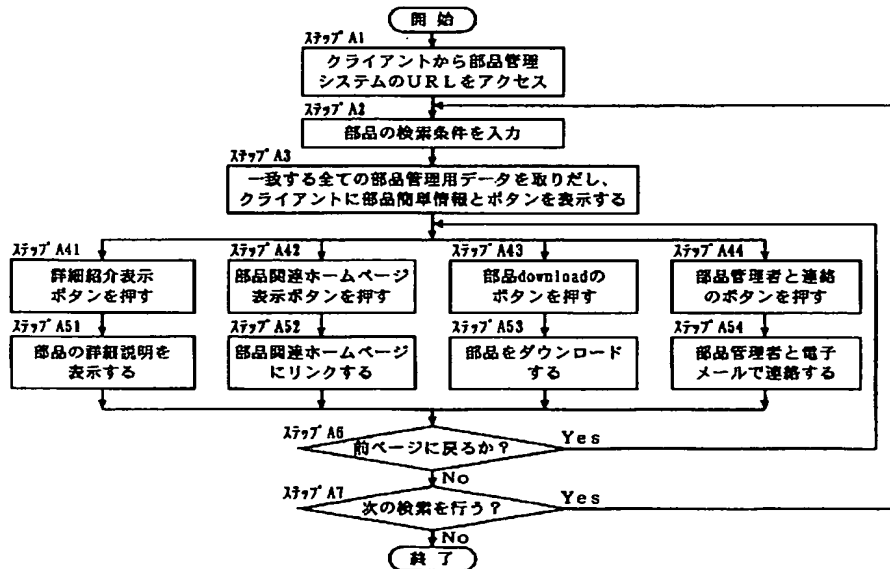 開 始
ステップ A1
クライアントから部品管理
システムのURLをアクセス
ステップ A2
部品の検索条件を入力
ステップ A3
一致する全ての部品管理用データを取りだし、
クライアントに部品簡単情報とボタンを表示する
ステップ A41
詳細紹介表示
ボタンを押す
ステップ A42
部品関連ホームページ
表示ボタンを押す
ステップ A43
部品downloadの
ボタンを押す
ステップ A44
部品管理者と連絡
のボタンを押す
ステップ A51
部品の詳細説明を
表示する
ステップ A52
部品関連ホームページ
にリンクする
ステップ A53
部品をダウンロード
する
ステップ A54
部品管理者と電子
メールで連絡する
ステップ A6
前ページに戻るか?
Yes
No
ステップ A7
次の検索を行う?
Yes
No
終 了